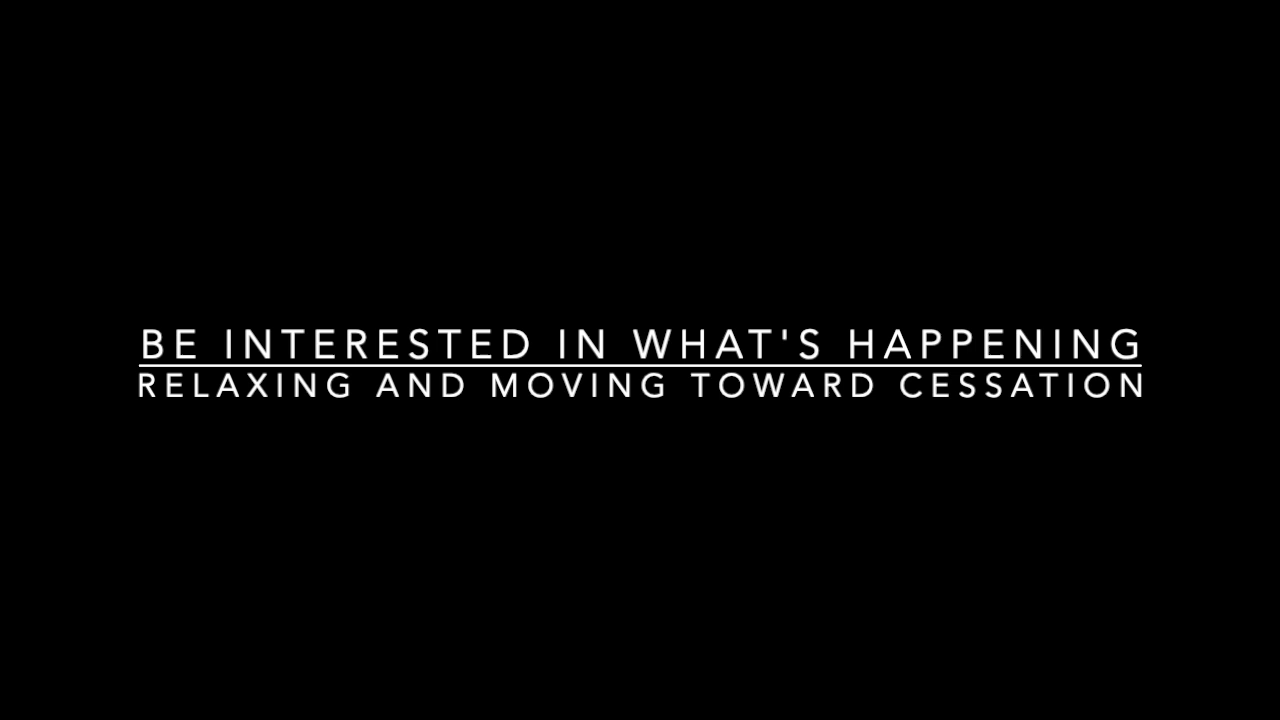 BE INTERESTED IN WHAT'S HAPPENING
RELAXING AND MOVING TOWARD CESSATION